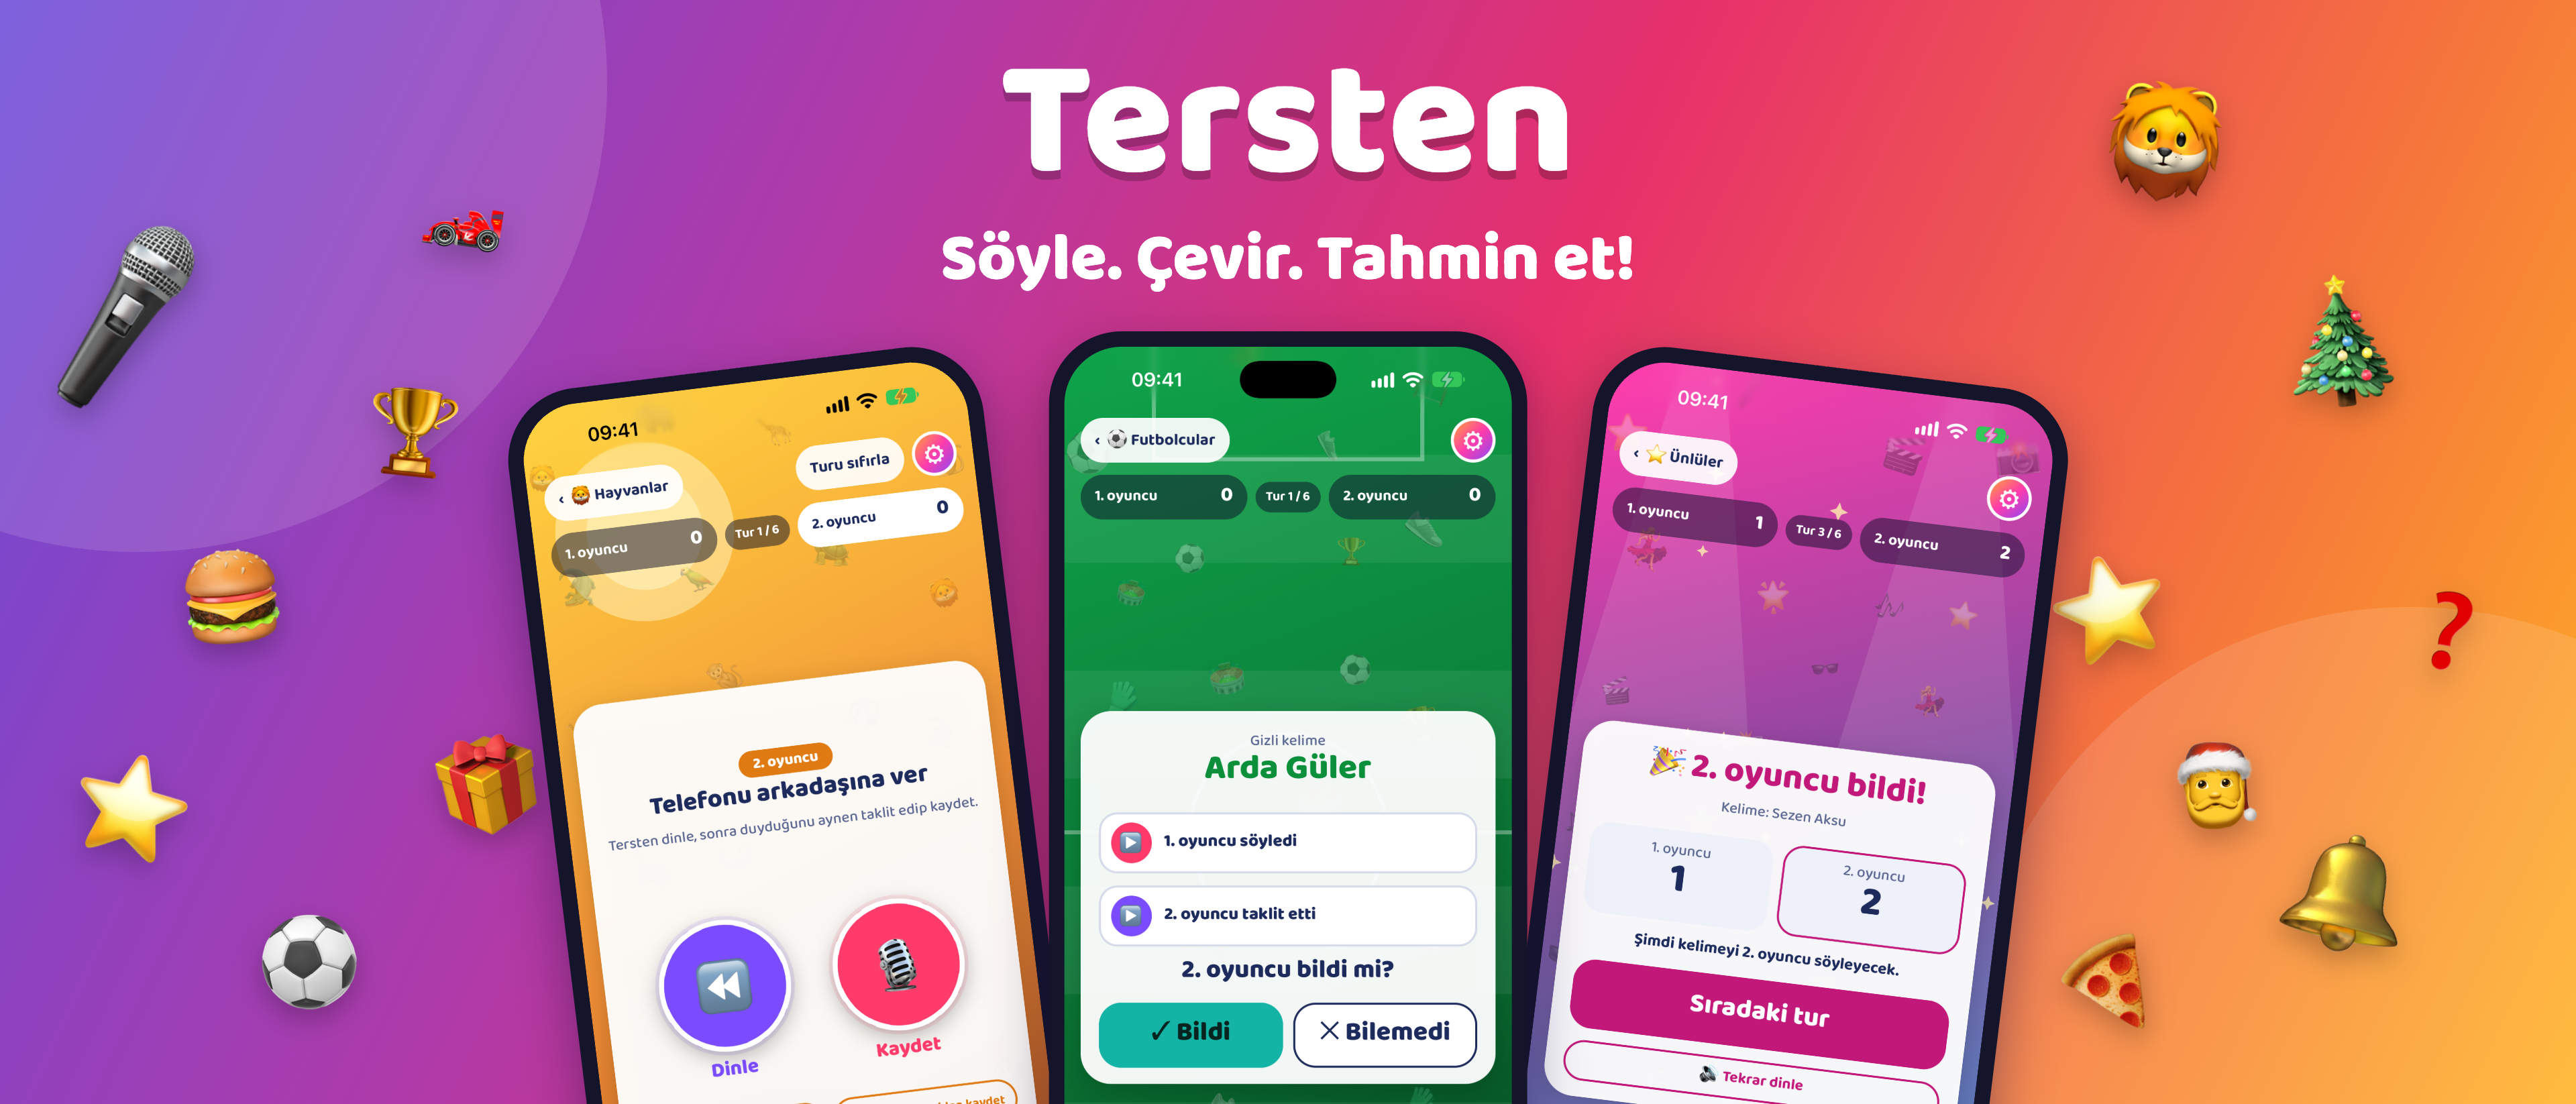 Tersten
Söyle. Çevir. Tahmin et!
09:41
‹ Hayvanlar
Turu sıfırla
1. oyuncu 0
Tur 1 / 6
2. oyuncu 0
2. oyuncu
Telefonu arkadaşına ver
Tersten dinle, sonra duyduğunu aynen taklit edip kaydet.
Dinle
Kaydet
kaydet
09:41
‹ Futbolcular
1. oyuncu 0
Tur 1 / 6
2. oyuncu 0
Gizli kelime
Arda Güler
1. oyuncu söyledi
2. oyuncu taklit etti
2. oyuncu bildi mi?
✓ Bildi
✕ Bilemedi
09:41
‹ Ünlüler
1. oyuncu 1
Tur 3 / 6
2. oyuncu 2
2. oyuncu bildi!
Kelime: Sezen Aksu
1. oyuncu
1
2. oyuncu
2
Şimdi kelimeyi 2. oyuncu söyleyecek.
Sıradaki tur
Tekrar dinle